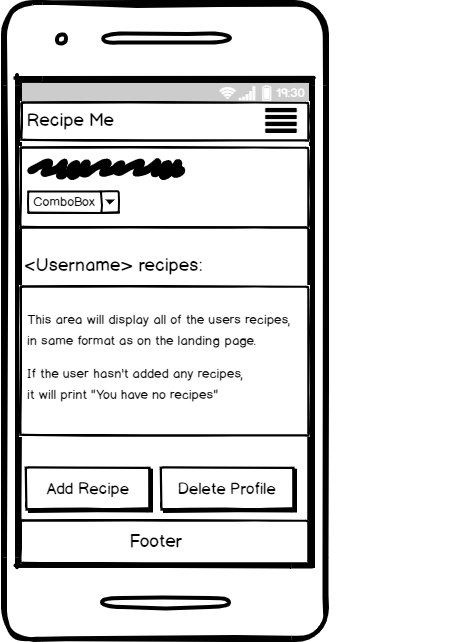 19:30
Recipe Me
ComboBox
<Username> recipes:
This area will display all of the users recipes,
in same format as on the landing page.
If the user hasn't added any recipes,
it will print "You have no recipes"
Add Recipe
Delete Profile
Footer